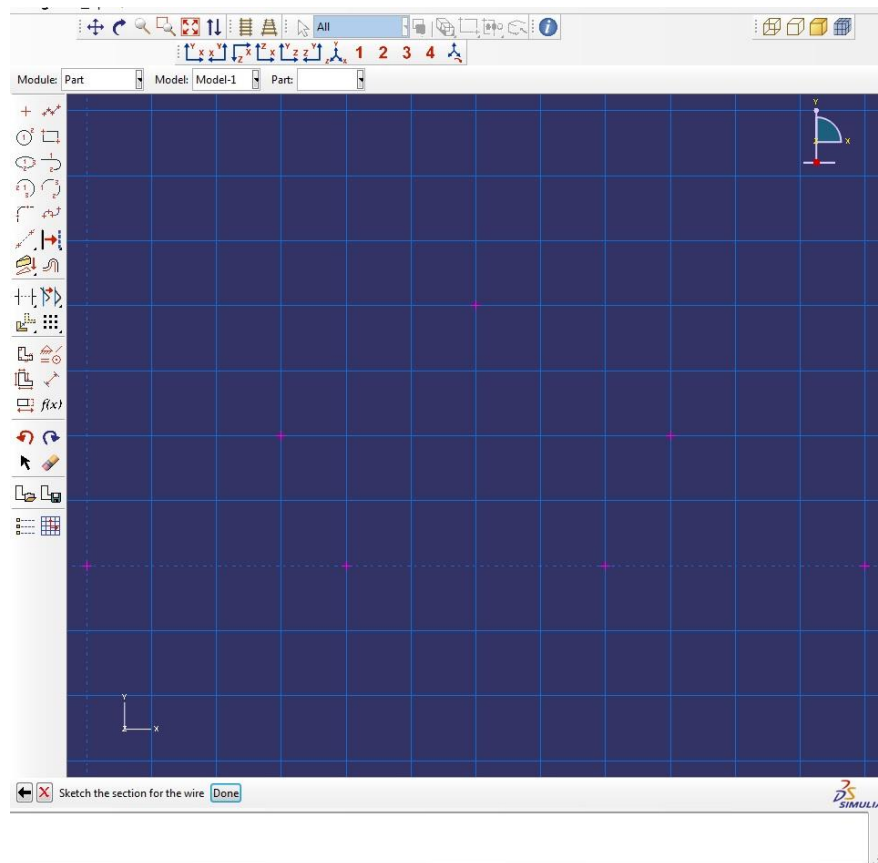 All
Y x x Y z x Z x Y z z Y Y z x 1 2 3 4
Module: Part Model: Model-1 Part:
Y
Z X
f(x)
Y
Z X
Sketch the section for the wire Done
3DS
SIMULIA